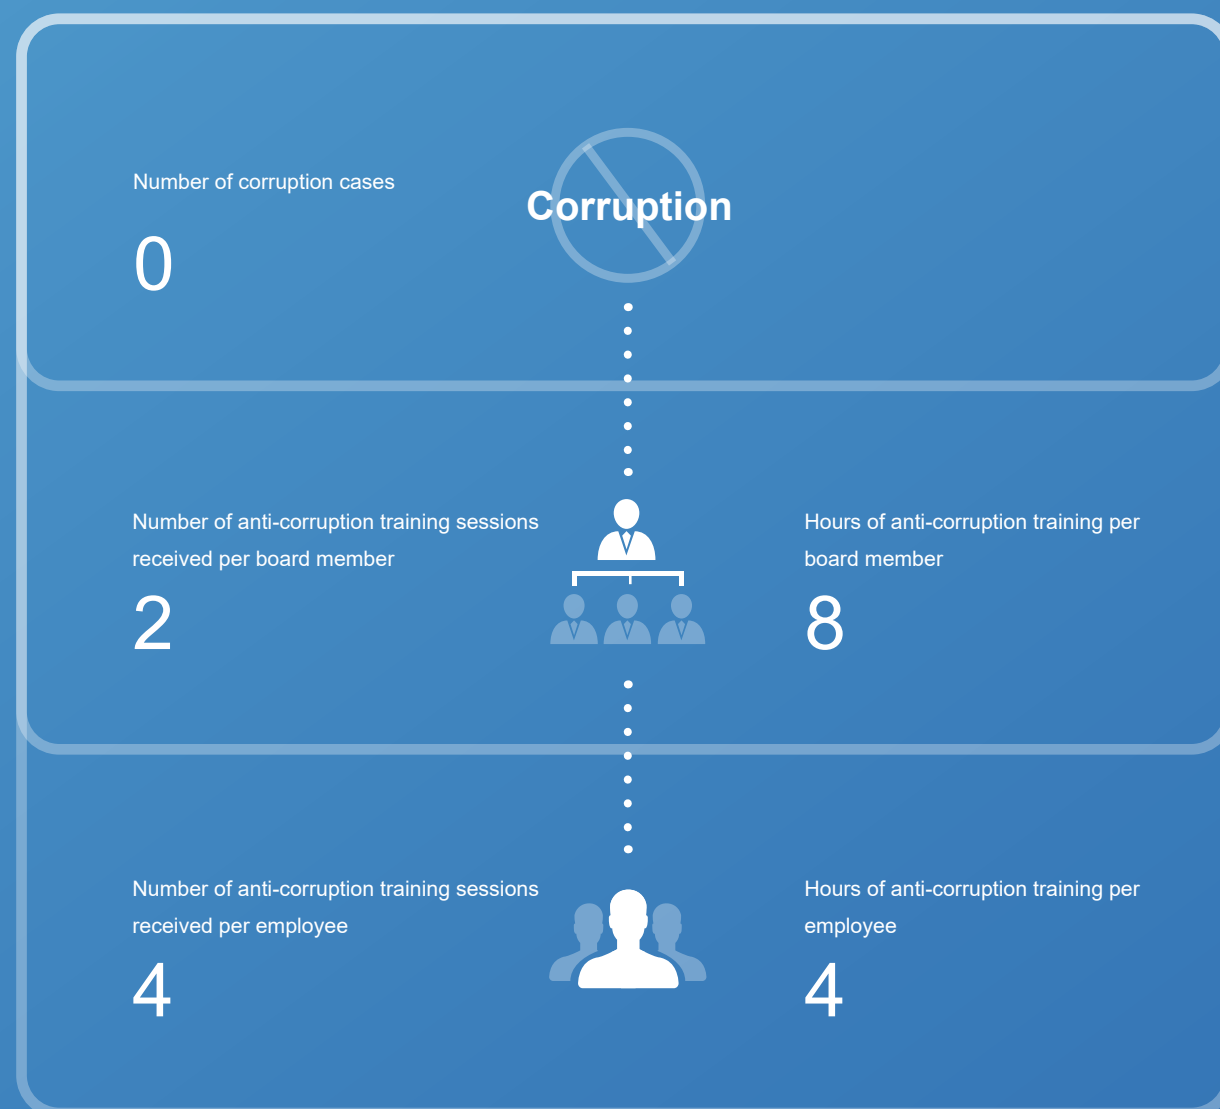 Number of corruption cases
0
Corruption
Number of anti-corruption training sessions
received per board member
2
Hours of anti-corruption training per
board member
8
Number of anti-corruption training sessions
received per employee
4
Hours of anti-corruption training per
employee
4